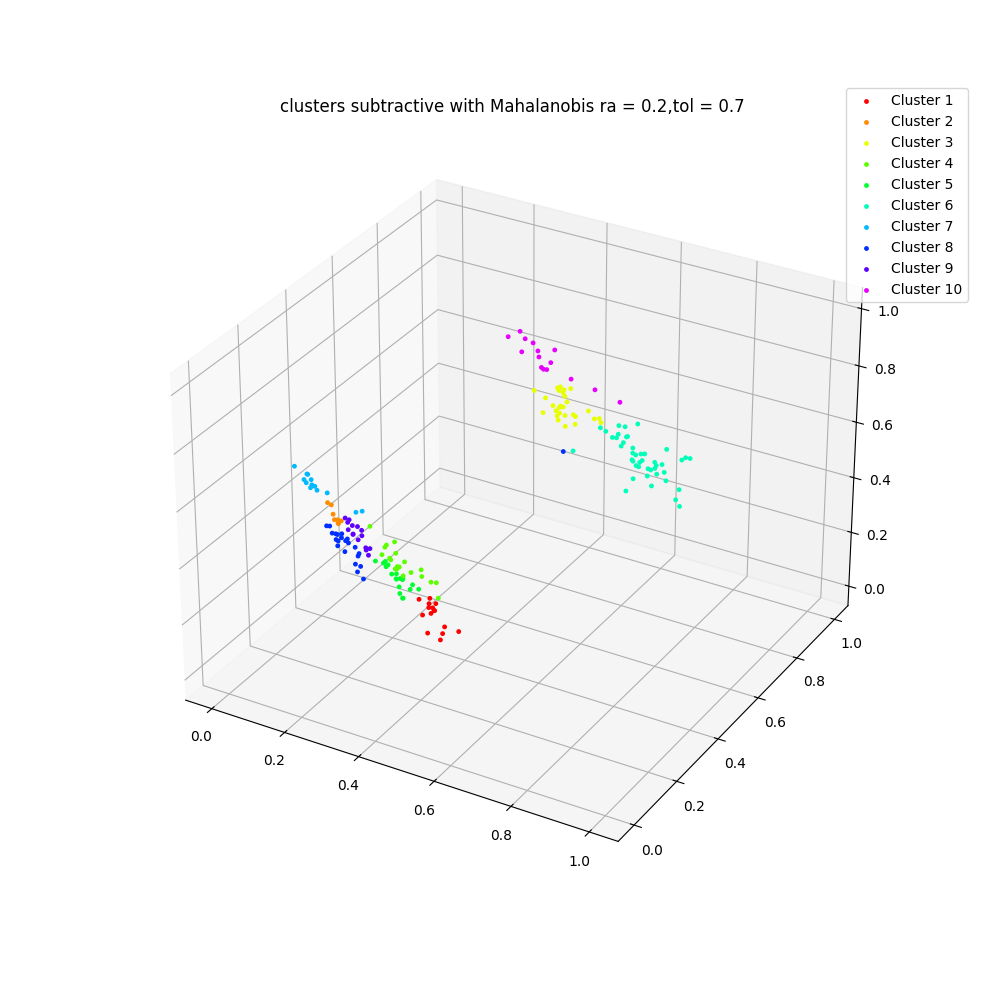 clusters subtractive with Mahalanobis ra = 0.2,tol = 0.7
Cluster 1
Cluster 2
Cluster 3
Cluster 4
Cluster 5
Cluster 6
Cluster 7
Cluster 8
Cluster 9
Cluster 10
1.0
0.8
0.6
0.4
0.2
0.0
1.0
0.8
0.6
0.4
0.2
0.0
0.0
0.2
0.4
0.6
0.8
1.0